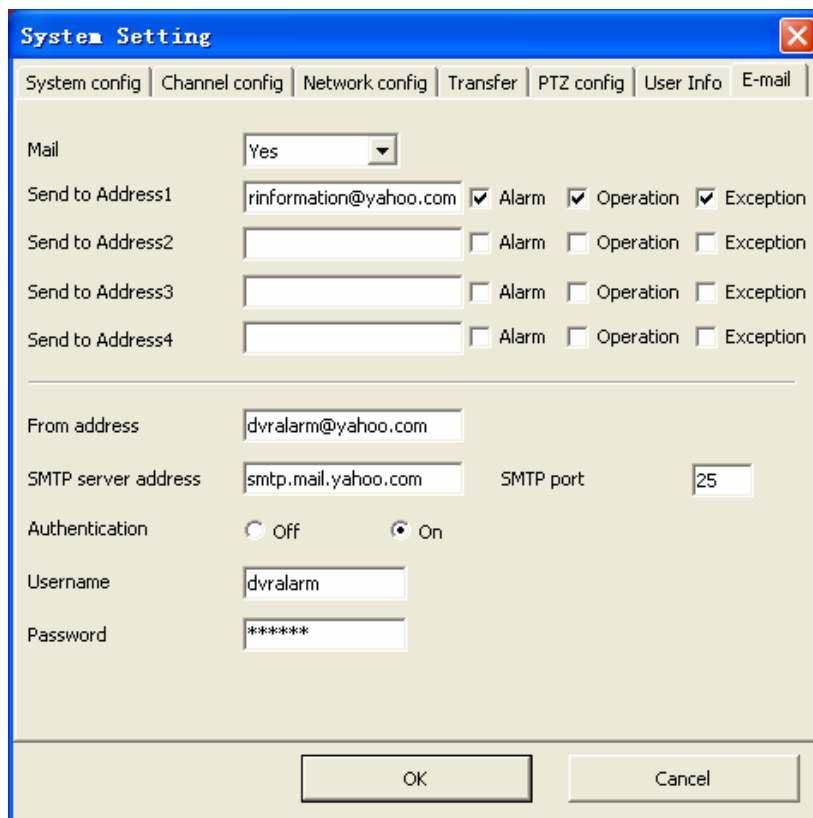 System Setting
System config Channel config Network config Transfer PTZ config User Info E-mail
Mail Yes
Send to Address1 rinformation@yahoo.com Alarm Operation Exception
Send to Address2 Alarm Operation Exception
Send to Address3 Alarm Operation Exception
Send to Address4 Alarm Operation Exception
From address dvralarm@yahoo.com
SMTP server address smtp.mail.yahoo.com SMTP port 25
Authentication Off On
Username dvralarm
Password ******
OK Cancel